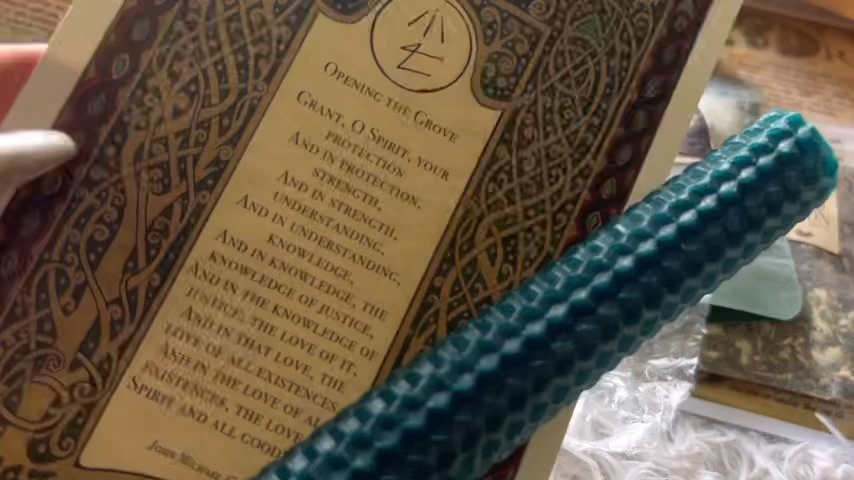 OPENING THE GROVE
GRANT, O SPIRIT, YOUR
PROTECTION
AND IN PROTECTION,
STRENGTH,
AND IN STRENGTH,
UNDERSTANDING,
AND IN UNDERSTANDING,
KNOWLEDGE,
AND IN KNOWLEDGE, THE
KNOWLEDGE OF JUSTICE,
AND IN THE KNOWLEDGE OF
JUSTICE, THE LOVE OF IT,
AND IN THAT LOVE, THE
LOVE OF ALL EXISTENCES,
AND IN THE LOVE OF ALL
EXISTENCES, THE LOVE
SPIRIT AND ALL GOOD
JOHN MICHAEL G